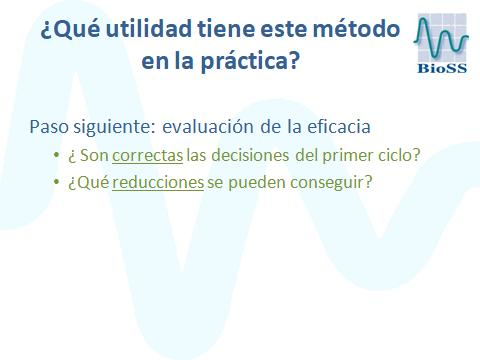 ¿Qué utilidad tiene este método
en la práctica?
BioSS
Paso siguiente: evaluación de la eficacia
• ¿ Son correctas las decisiones del primer ciclo?
• ¿Qué reducciones se pueden conseguir?